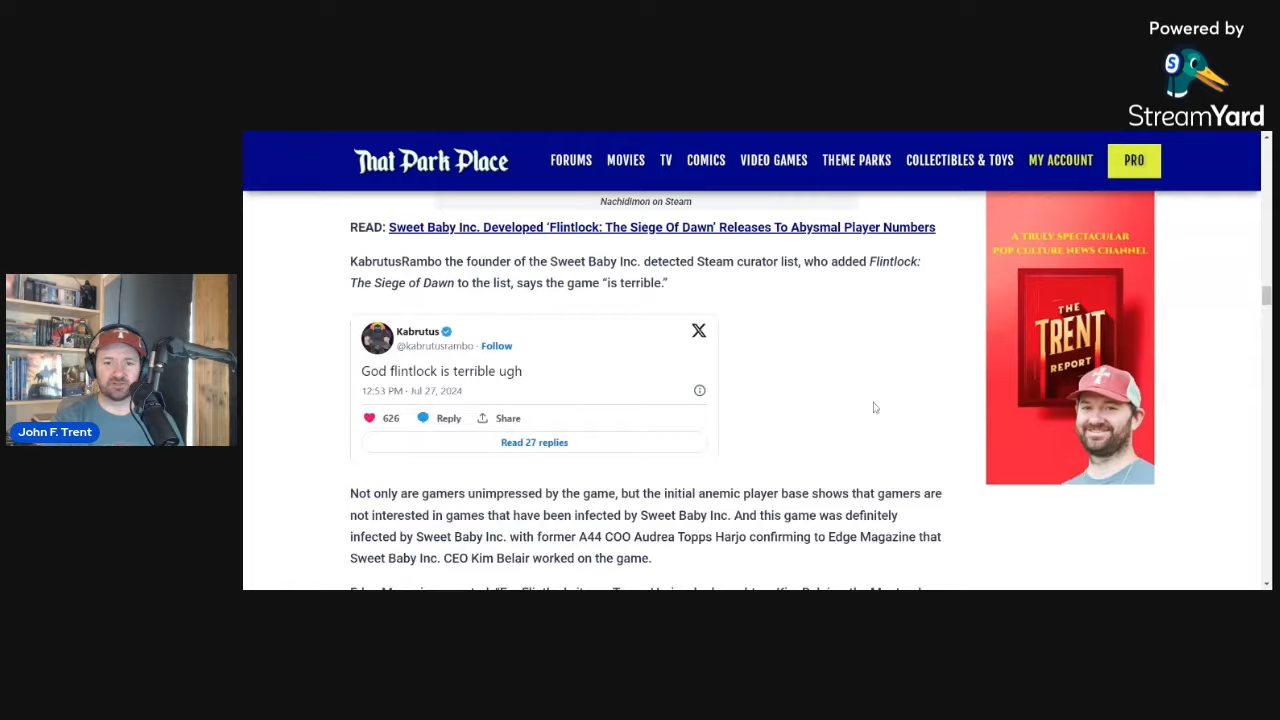 Powered by
S
StreamYard
That Park Place
FORUMS MOVIES TV COMICS VIDEO GAMES THEME PARKS COLLECTIBLES & TOYS MY ACCOUNT PRO
Nachidimon on Steam
READ: Sweet Baby Inc. Developed ‘Flintlock: The Siege Of Dawn’ Releases To Abysmal Player Numbers
KabrutusRambo the founder of the Sweet Baby Inc. detected Steam curator list, who added Flintlock:
The Siege of Dawn to the list, says the game “is terrible.”
Kabrutus
@kabrutusrambo · Follow
X
God flintlock is terrible ugh
12:53 PM · Jul 27, 2024
626 Reply Share
Read 27 replies
Not only are gamers unimpressed by the game, but the initial anemic player base shows that gamers are
not interested in games that have been infected by Sweet Baby Inc. And this game was definitely
infected by Sweet Baby Inc. with former A44 COO Audrea Topps Harjo confirming to Edge Magazine that
Sweet Baby Inc. CEO Kim Belair worked on the game.
A TRULY SPECTACULAR
POP CULTURE NEWS CHANNEL
THE
TRENT
REPORT
John F. Trent